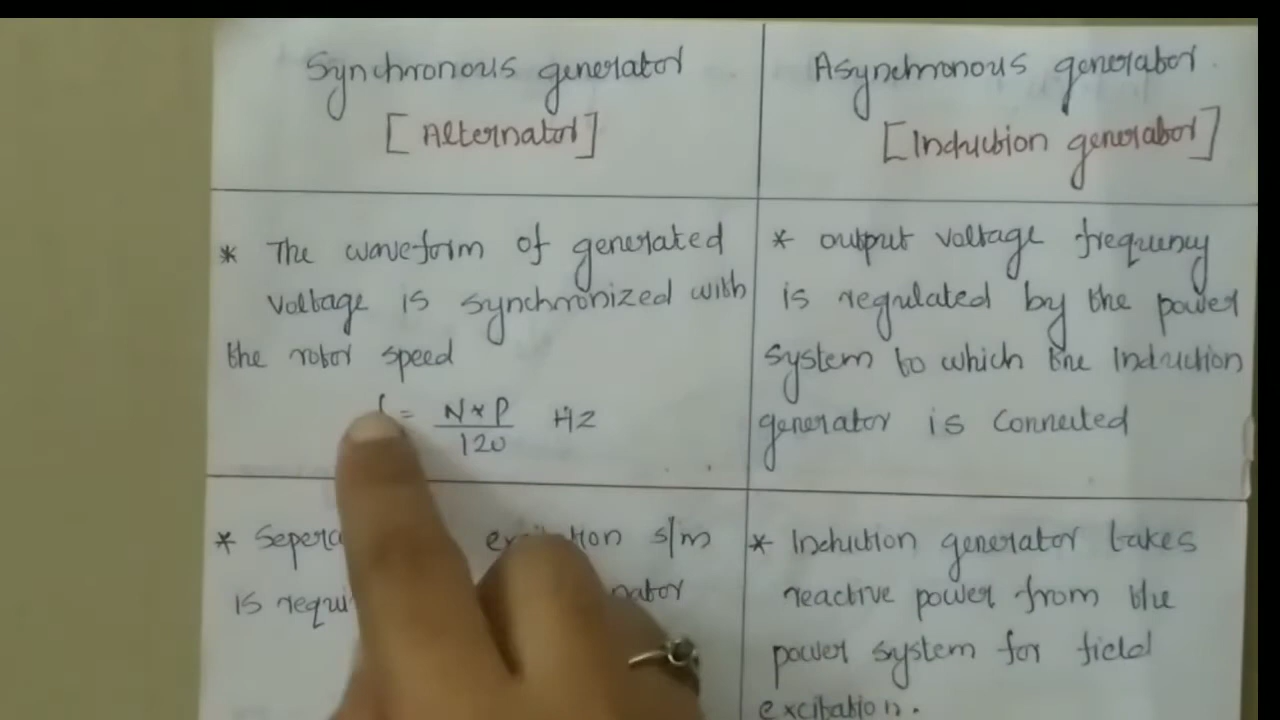 Synchronous generator
[Alternator]
* The waveform of generated
voltage is synchronized with
the rotor speed
= N * P / 120 Hz
* excitation s/m
is
Asynchronous generator
[Induction generator]
* output voltage frequency
is regulated by the power
system to which the Induction
generator is connected
* Induction generator takes
reactive power from the
power system for field
excitation.